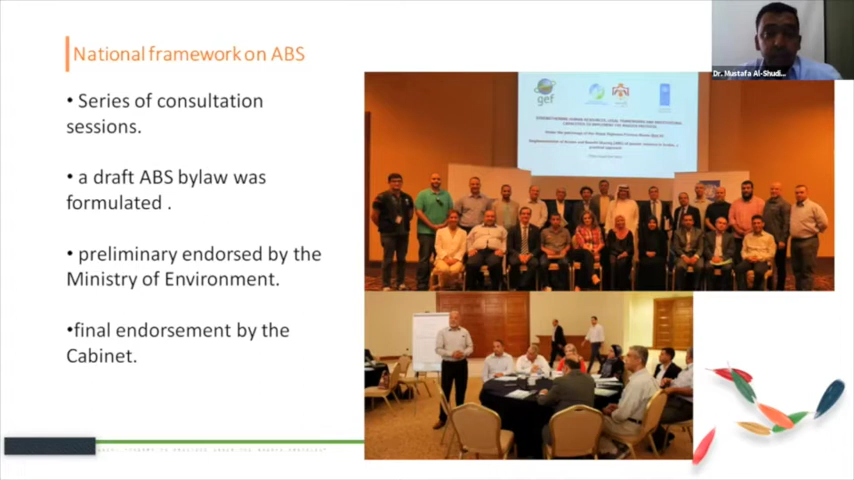 National framework on ABS
• Series of consultation
sessions.
• a draft ABS bylaw was
formulated .
• preliminary endorsed by the
Ministry of Environment.
•final endorsement by the
Cabinet.
Dr. Mustafa Al-Shudi...
gef